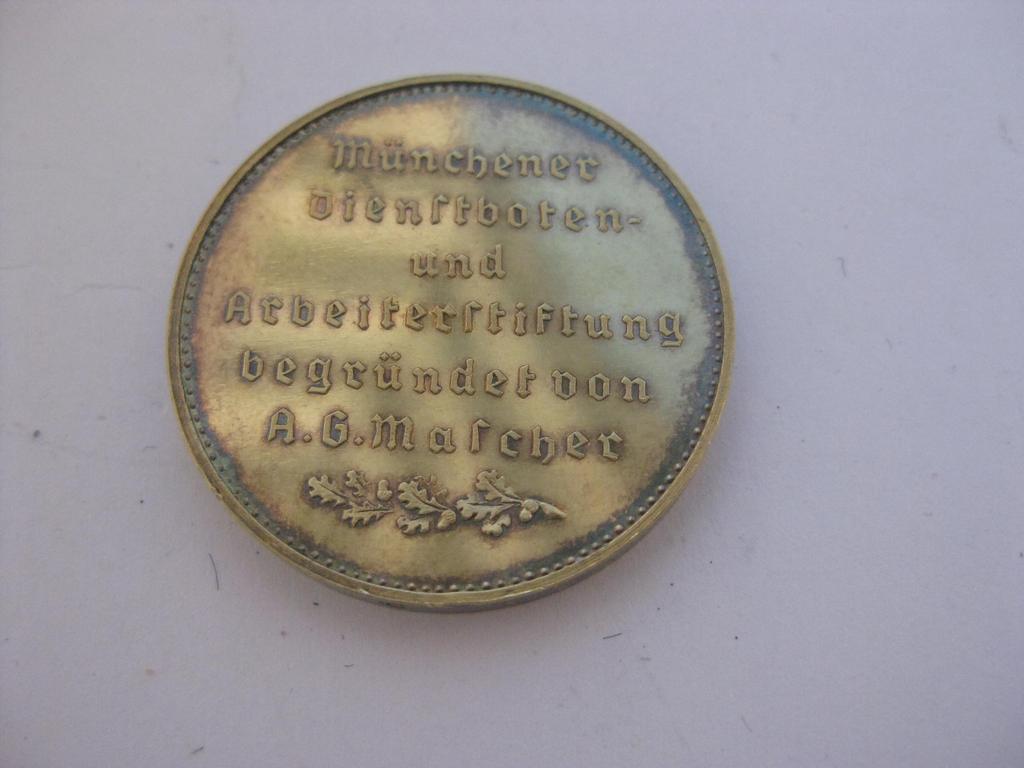 Münchener
Dienſtboten-
und
Arbeiterſtiftung
begründet von
A. G. Maſcher